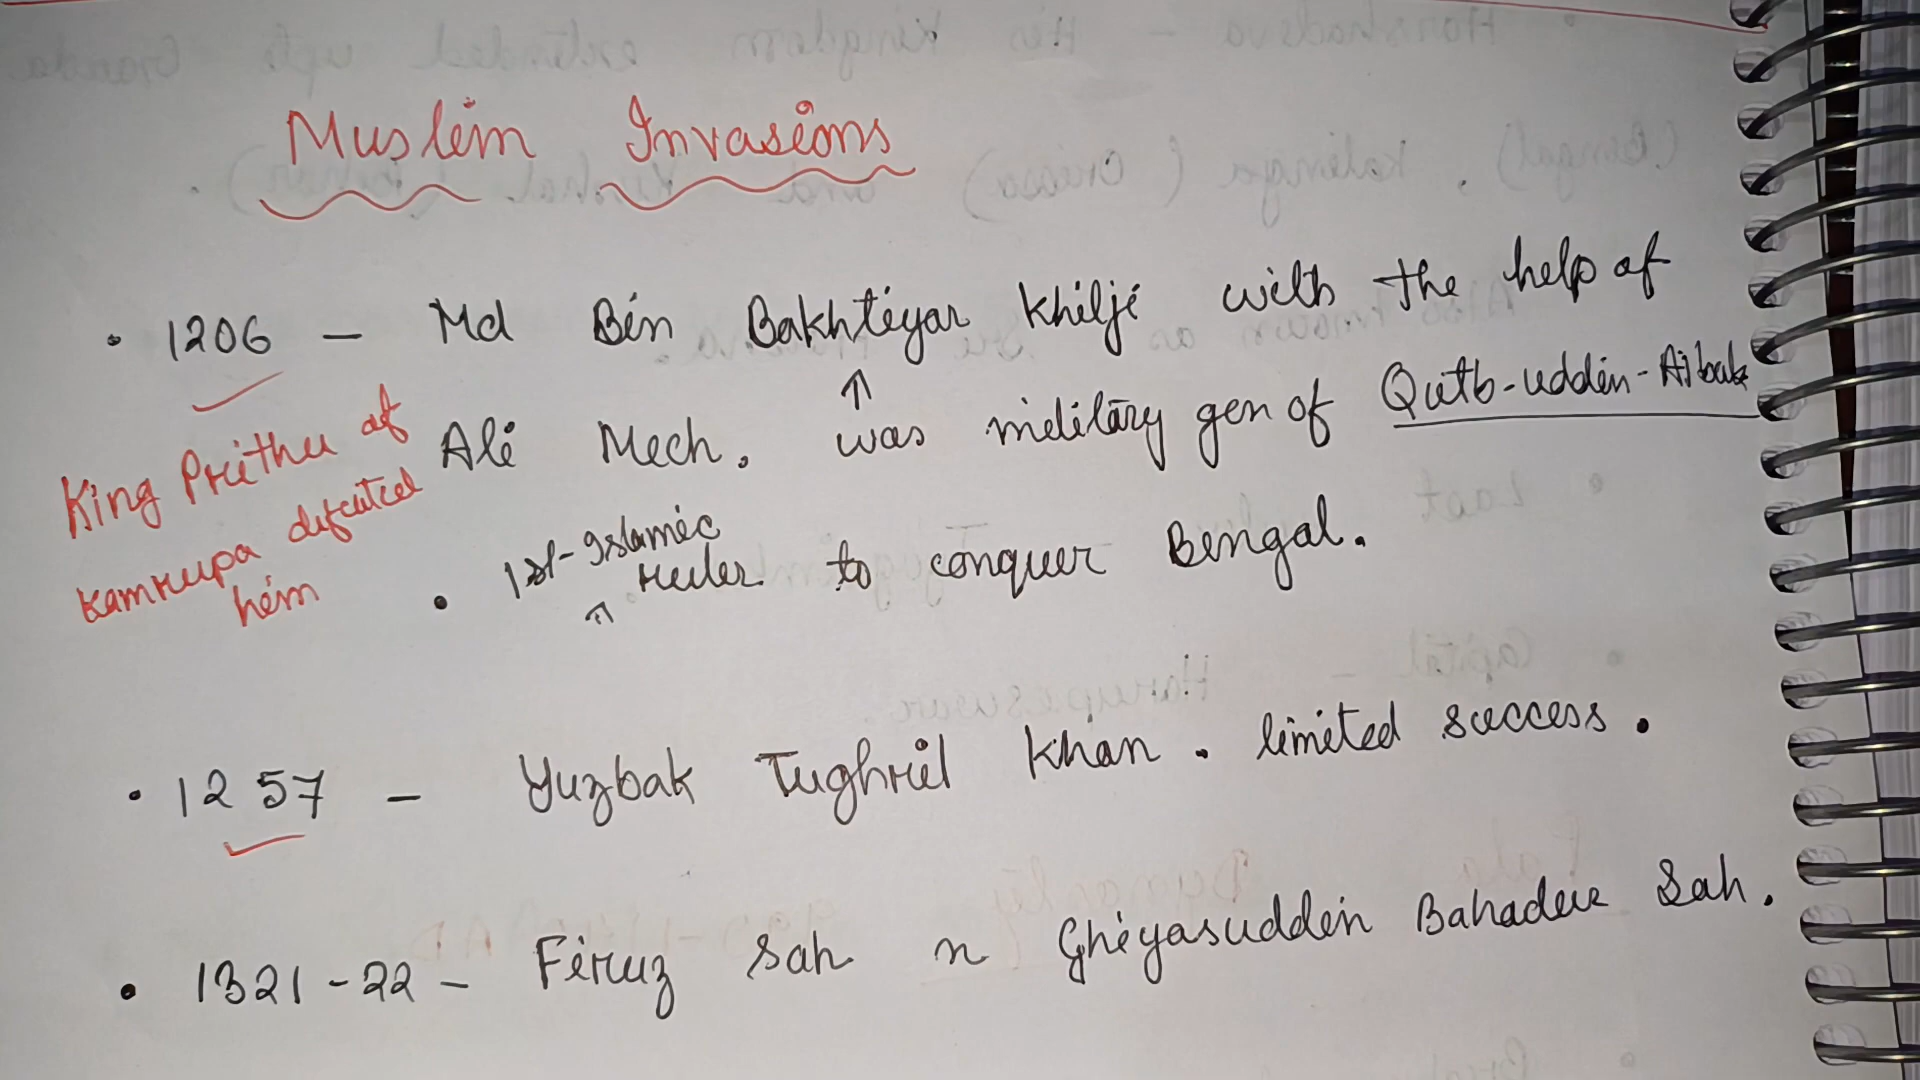 Muslim Invasions
• 1206 – Md Bin Bakhtiyar Khilji with the help of
Ali Mech. ↑ was military gen of Qutb-uddin-Aibak
King Prithu of
Kamrupa defeated
him
• 1st-Islamic
↑ ruler to conquer Bengal.
• 1257 – Yuzbak Tughril Khan. limited success.
• 1321-22 – Firuz Sah n Ghiyasuddin Bahadur Sah.